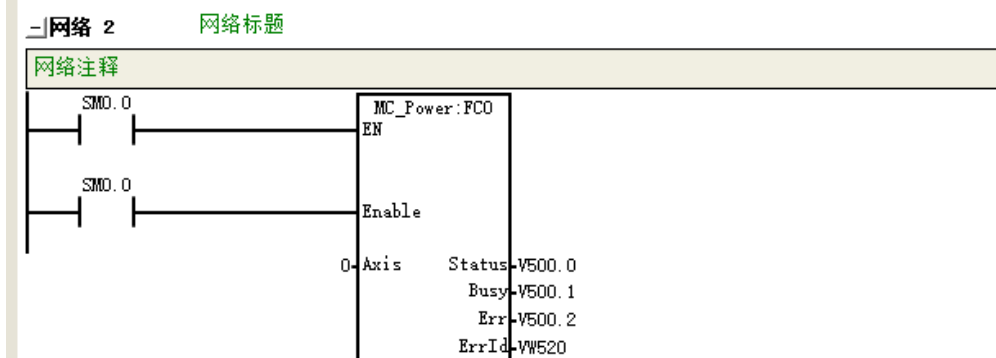 网络 2 网络标题
网络注释
SM0.0
MC_Power:FC0
EN
SM0.0
Enable
0 Axis Status V500.0
Busy V500.1
Err V500.2
ErrId VW520